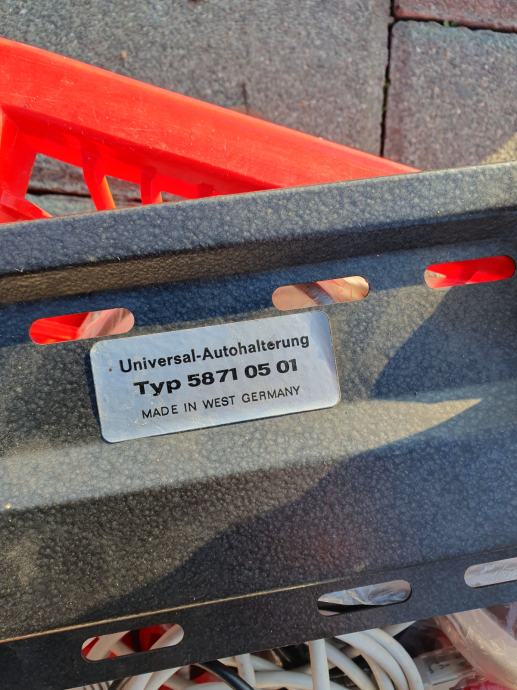 Universal-Autohalterung
Typ 5871 05 01
MADE IN WEST GERMANY